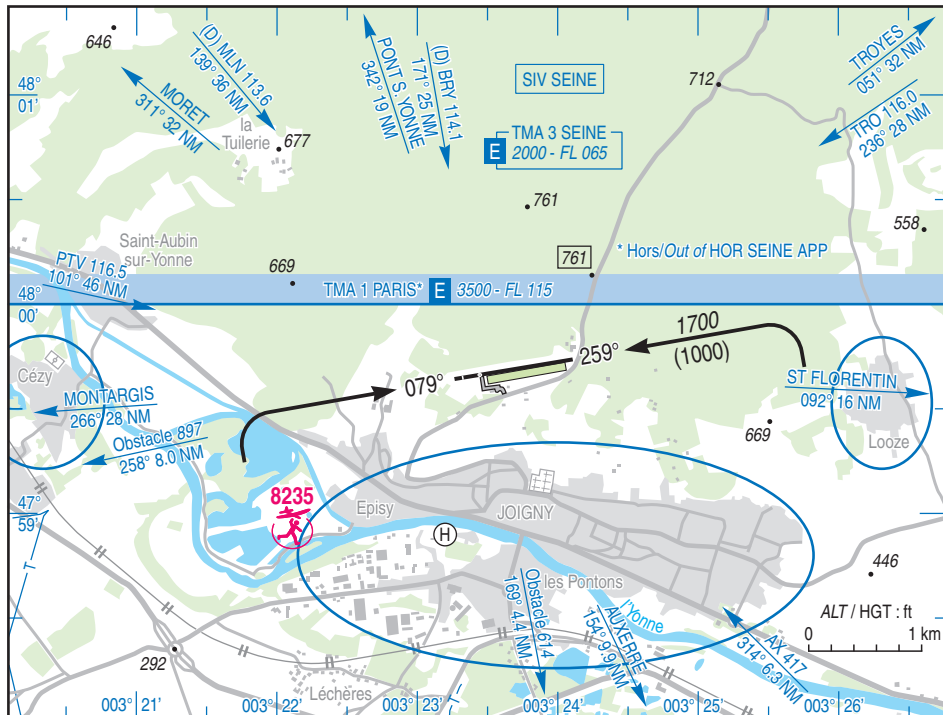 646
(D) MLN 113.6
139° 36 NM
MORET
311° 32 NM
PONT S. YONNE
342° 19 NM
(D) BRY 114.1
171° 25 NM
SIV SEINE
TMA 3 SEINE
E 2000 - FL 065
712
TROYES
051° 32 NM
TRO 116.0
236° 28 NM
48°
01'
la
Tuilerie
677
761
558
Saint-Aubin
sur-Yonne
PTV 116.5
101° 46 NM
669
761
* Hors/Out of HOR SEINE APP
TMA 1 PARIS* E 3500 - FL 115
48°
00'
1700
(1000)
079°
259°
Cézy
MONTARGIS
266° 28 NM
ST FLORENTIN
092° 16 NM
Obstacle 897
258° 8.0 NM
669
Looze
47°
59'
8235
Episy
JOIGNY
H
446
les Pontons
l'Yonne
Obstacle 614
169° 4.4 NM
AUXERRE
154° 9.9 NM
AX 417
314° 6.3 NM
ALT / HGT : ft
0 1 km
T
292
Léchères
T
003° 21'
003° 22'
003° 23'
003° 24'
003° 25'
003° 26'